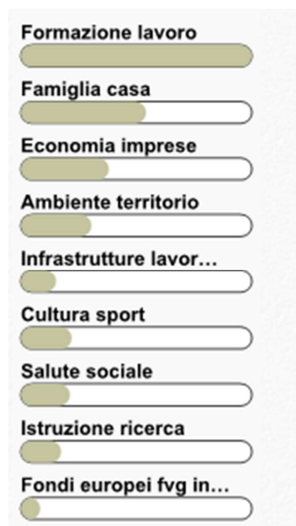 Formazione lavoro
Famiglia casa
Economia imprese
Ambiente territorio
Infrastrutture lavor...
Cultura sport
Salute sociale
Istruzione ricerca
Fondi europei fvg in...